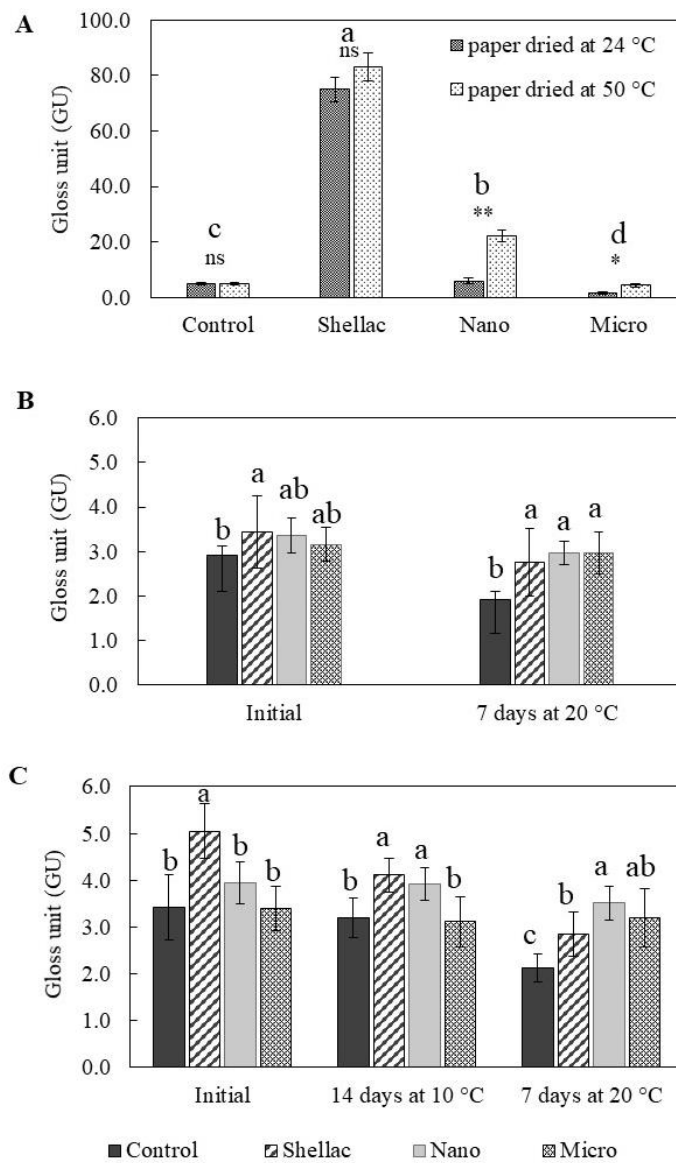 A
Gloss unit (GU)
100.0
80.0
60.0
40.0
20.0
0.0
a
ns
paper dried at 24 °C
paper dried at 50 °C
c
ns
b
**
d
*
Control Shellac Nano Micro
B
Gloss unit (GU)
6.0
5.0
4.0
3.0
2.0
1.0
0.0
b a ab ab
b a a a
Initial 7 days at 20 °C
C
Gloss unit (GU)
6.0
5.0
4.0
3.0
2.0
1.0
0.0
b a b b
b a a b
c b a ab
Initial 14 days at 10 °C 7 days at 20 °C
Control Shellac Nano Micro